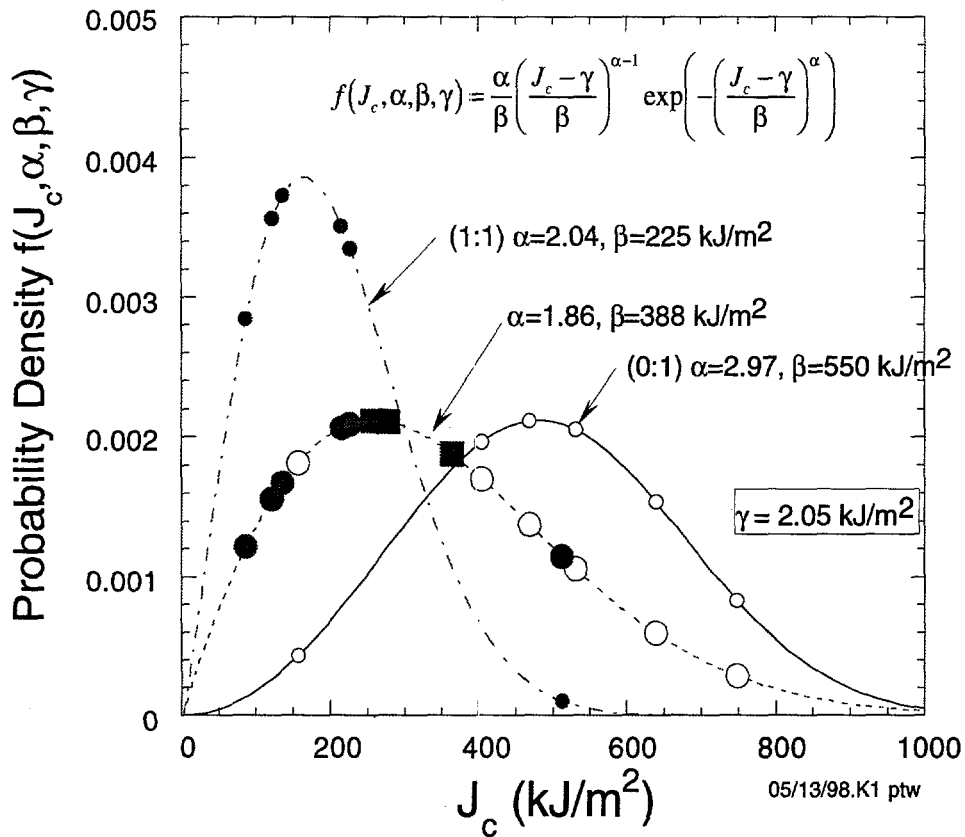 Probability Density f(J_c,α,β,γ)
0.005
0.004
0.003
0.002
0.001
0
f(J_c,α,β,γ) = α/β ((J_c − γ)/β)^(α−1) exp(−((J_c − γ)/β)^α)
(1:1) α=2.04, β=225 kJ/m²
α=1.86, β=388 kJ/m²
(0:1) α=2.97, β=550 kJ/m²
γ = 2.05 kJ/m²
0 200 400 600 800 1000
J_c (kJ/m²)
05/13/98.K1 ptw